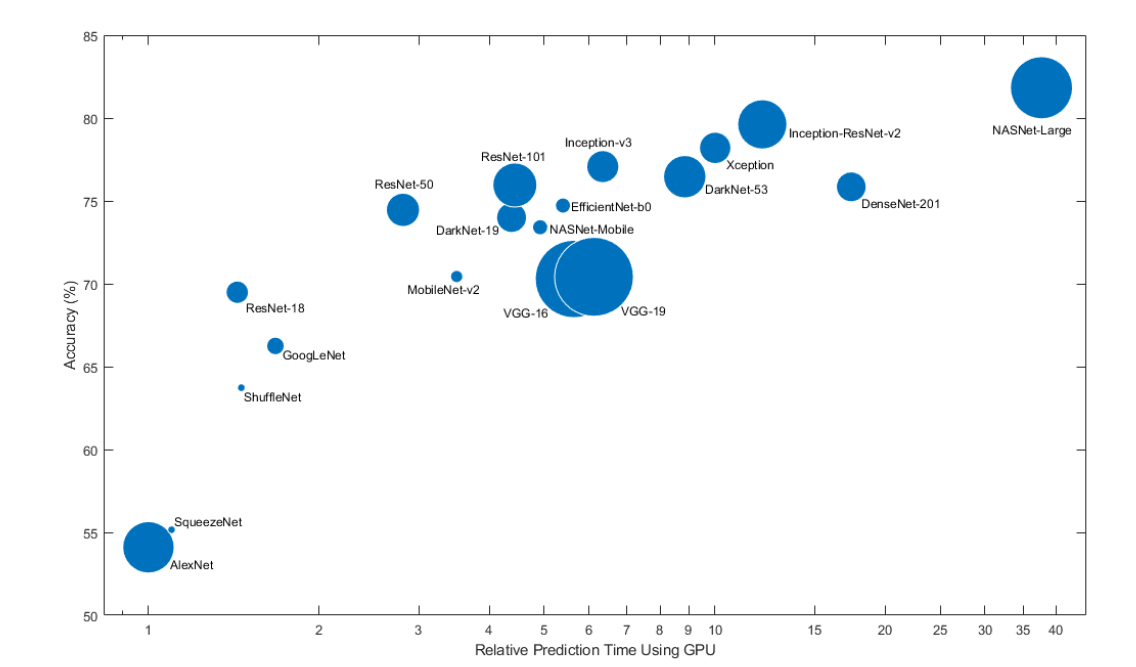 85
80
75
70
65
60
55
50
Accuracy (%)
NASNet-Large
Inception-ResNet-v2
Inception-v3
Xception
ResNet-101
DarkNet-53
ResNet-50
DenseNet-201
EfficientNet-b0
DarkNet-19
NASNet-Mobile
MobileNet-v2
VGG-16
VGG-19
ResNet-18
GoogLeNet
ShuffleNet
SqueezeNet
AlexNet
1 2 3 4 5 6 7 8 9 10 15 20 25 30 35 40
Relative Prediction Time Using GPU